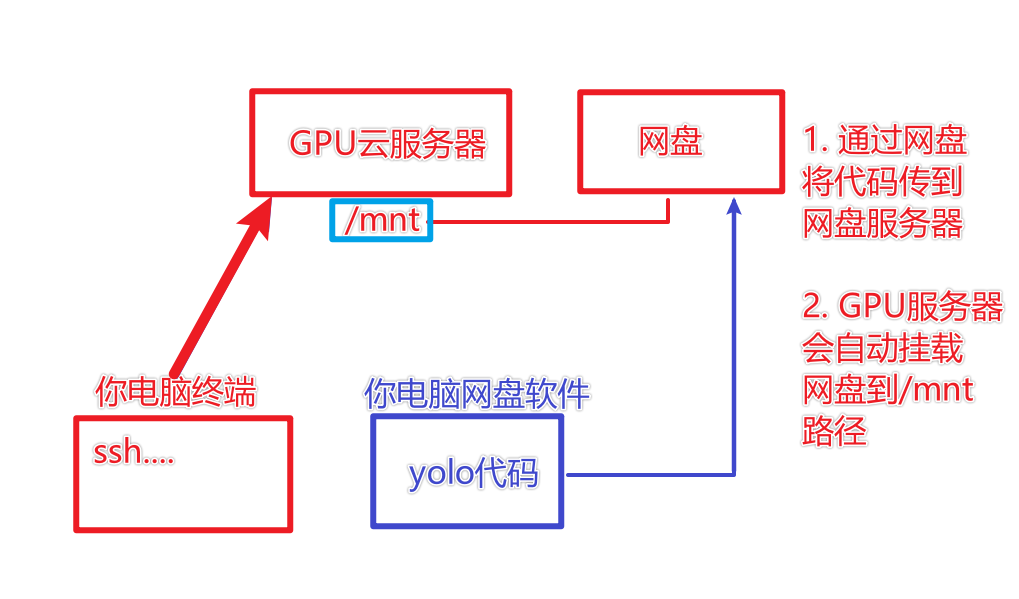 GPU云服务器
网盘
/mnt
1. 通过网盘
将代码传到
网盘服务器
2. GPU服务器
会自动挂载
网盘到/mnt
路径
你电脑终端
ssh....
你电脑网盘软件
yolo代码